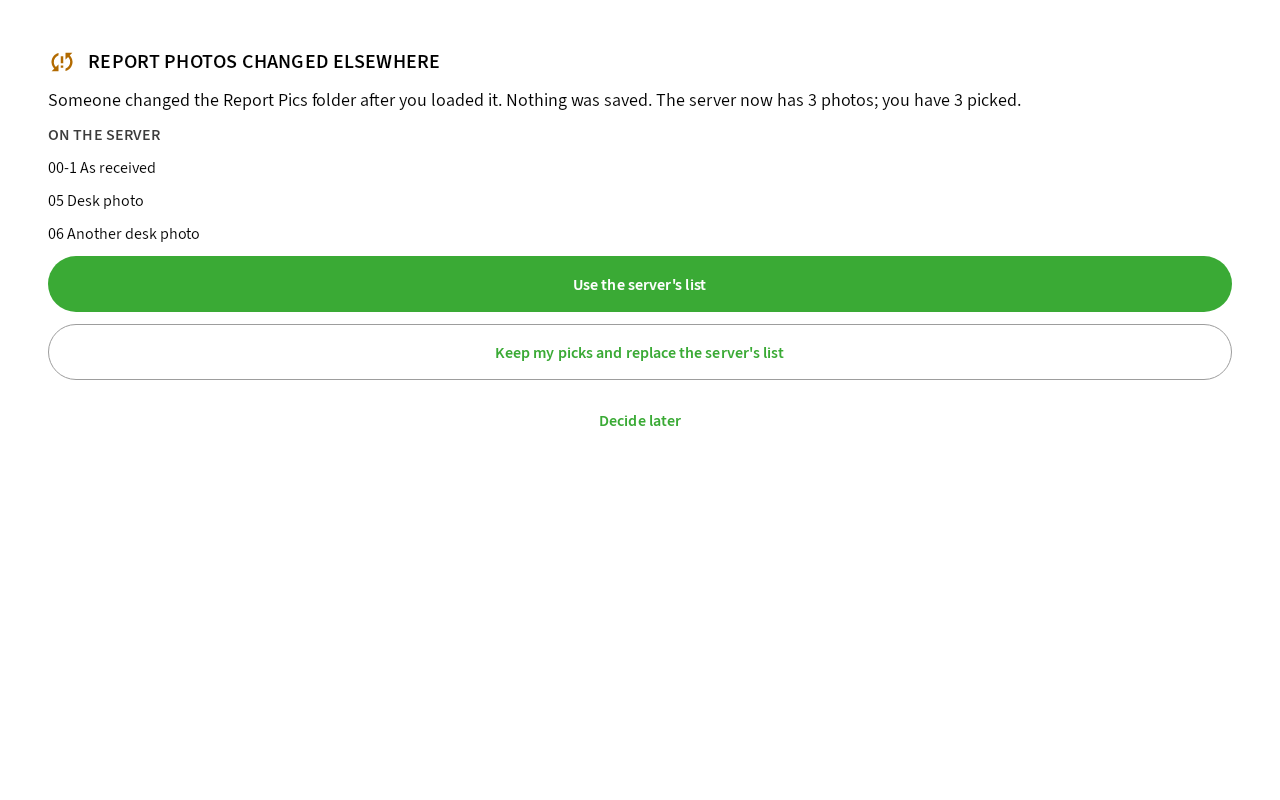 REPORT PHOTOS CHANGED ELSEWHERE
Someone changed the Report Pics folder after you loaded it. Nothing was saved. The server now has 3 photos; you have 3 picked.
ON THE SERVER
00-1 As received
05 Desk photo
06 Another desk photo
Use the server's list
Keep my picks and replace the server's list
Decide later